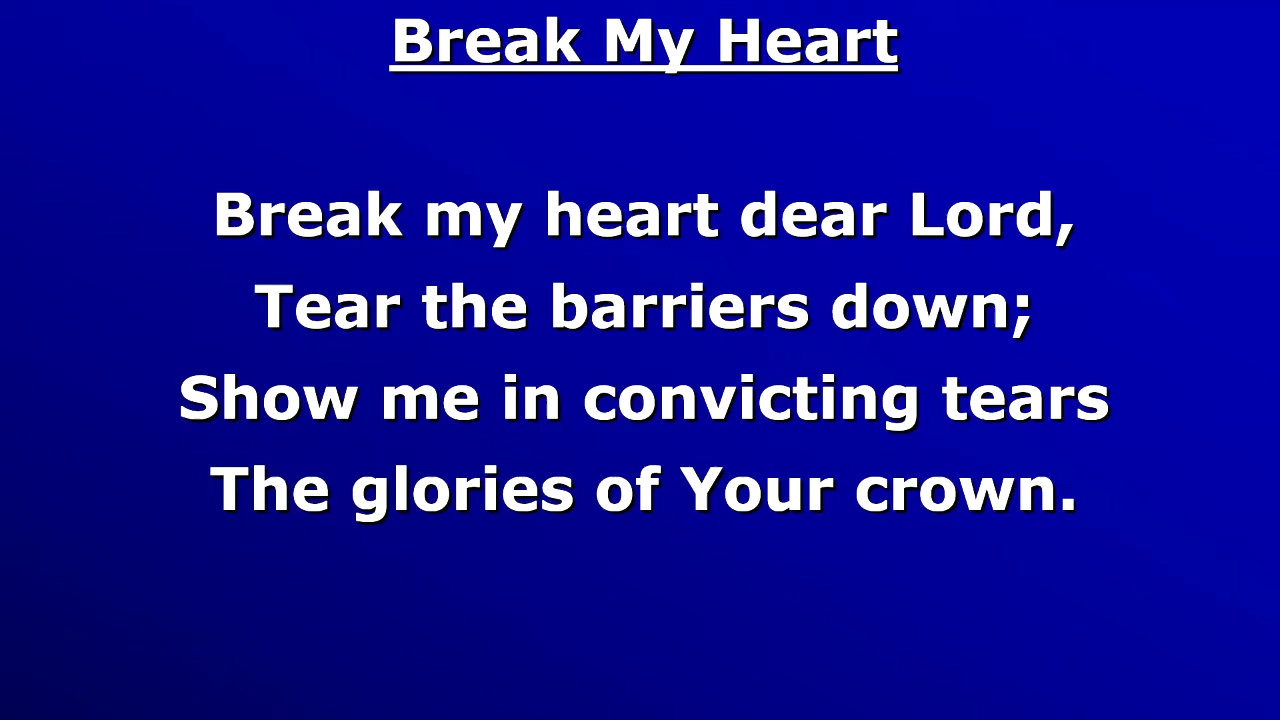 Break My Heart
Break my heart dear Lord,
Tear the barriers down;
Show me in convicting tears
The glories of Your crown.